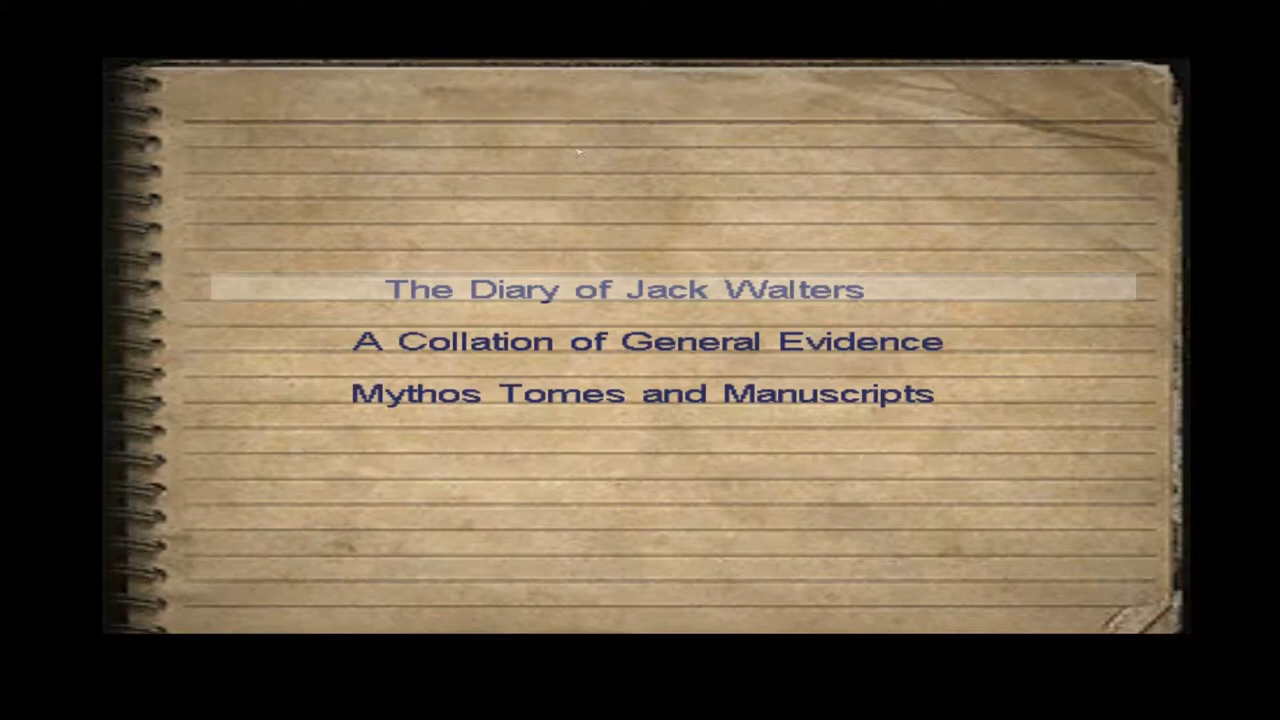 The Diary of Jack Walters
A Collation of General Evidence
Mythos Tomes and Manuscripts